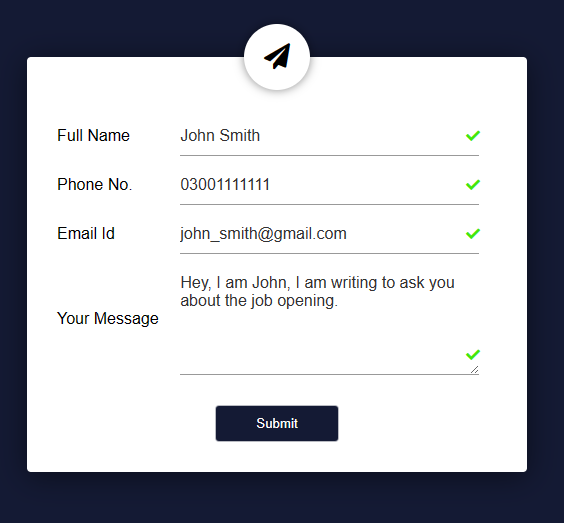 Full Name John Smith
Phone No. 03001111111
Email Id john_smith@gmail.com
Your Message
Hey, I am John, I am writing to ask you
about the job opening.
Submit